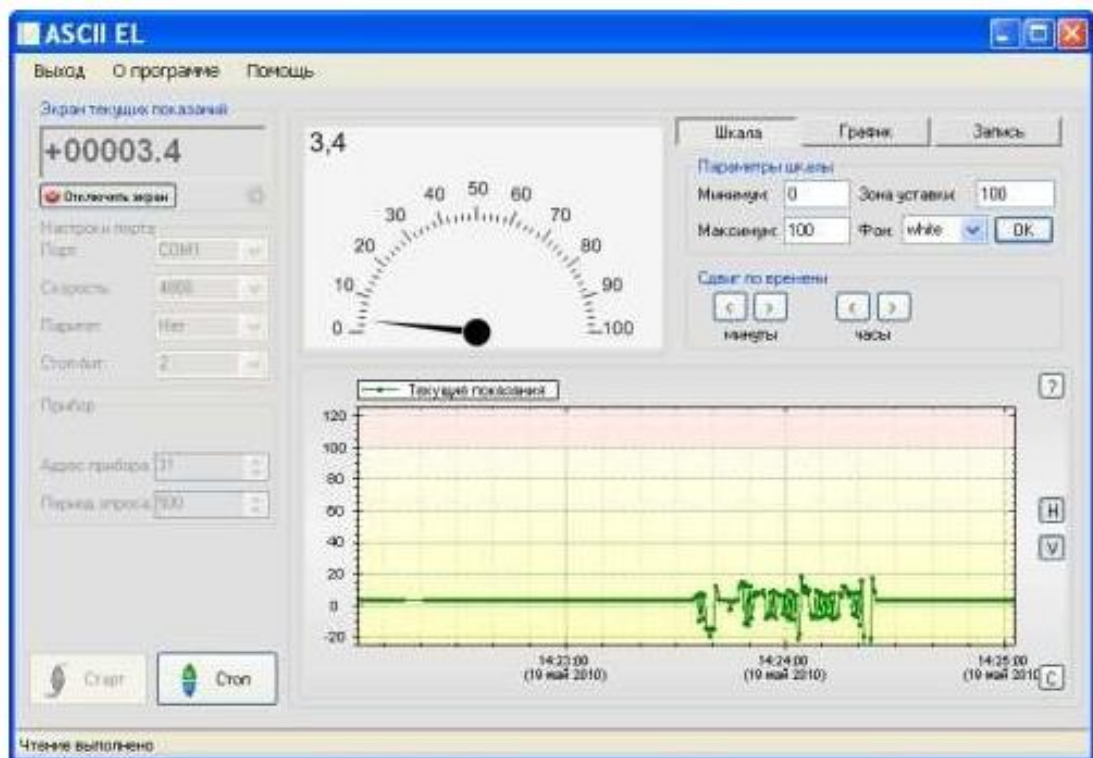 ASCII EL
Выход О программе Помощь
Экран текущих показаний
+00003.4
Отключить экран
Настройки порта
Порт COM1
Скорость 4800
Паритет Нет
Стоп-бит 2
Прибор
Адрес прибора 31
Период опроса 500
Старт Стоп
3,4
0 10 20 30 40 50 60 70 80 90 100
Шкала График Запись
Параметры шкалы
Минимум: 0 Зона уставки: 100
Максимум: 100 Фон: white OK
Сдвиг по времени
< > < >
минуты часы
Текущие показания
?
120
100
80
60
40
20
0
-20
H
V
C
14:23:00 14:24:00 14:25:00
(19 май 2010) (19 май 2010) (19 май 2010)
Чтение выполнено